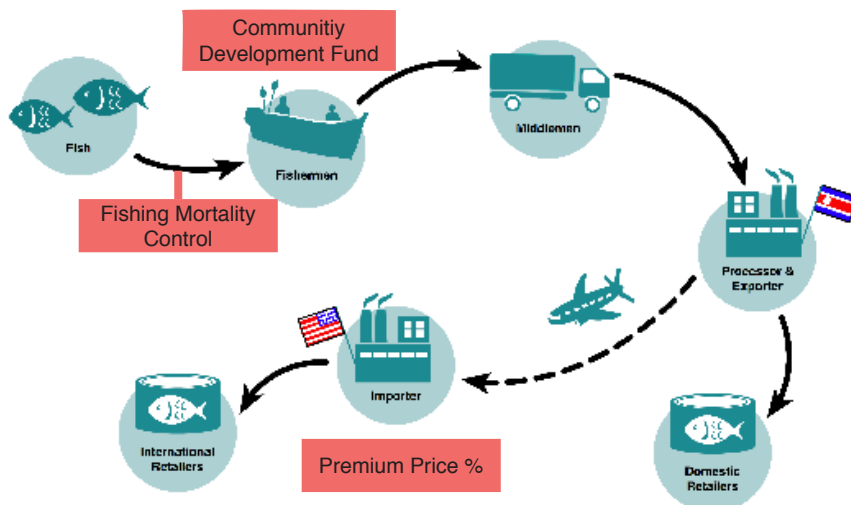 Communitiy
Development Fund
Fish
Fishermen
Middlemen
Fishing Mortality
Control
Processor &
Exporter
Importer
International
Retailers
Premium Price %
Domestic
Retailers